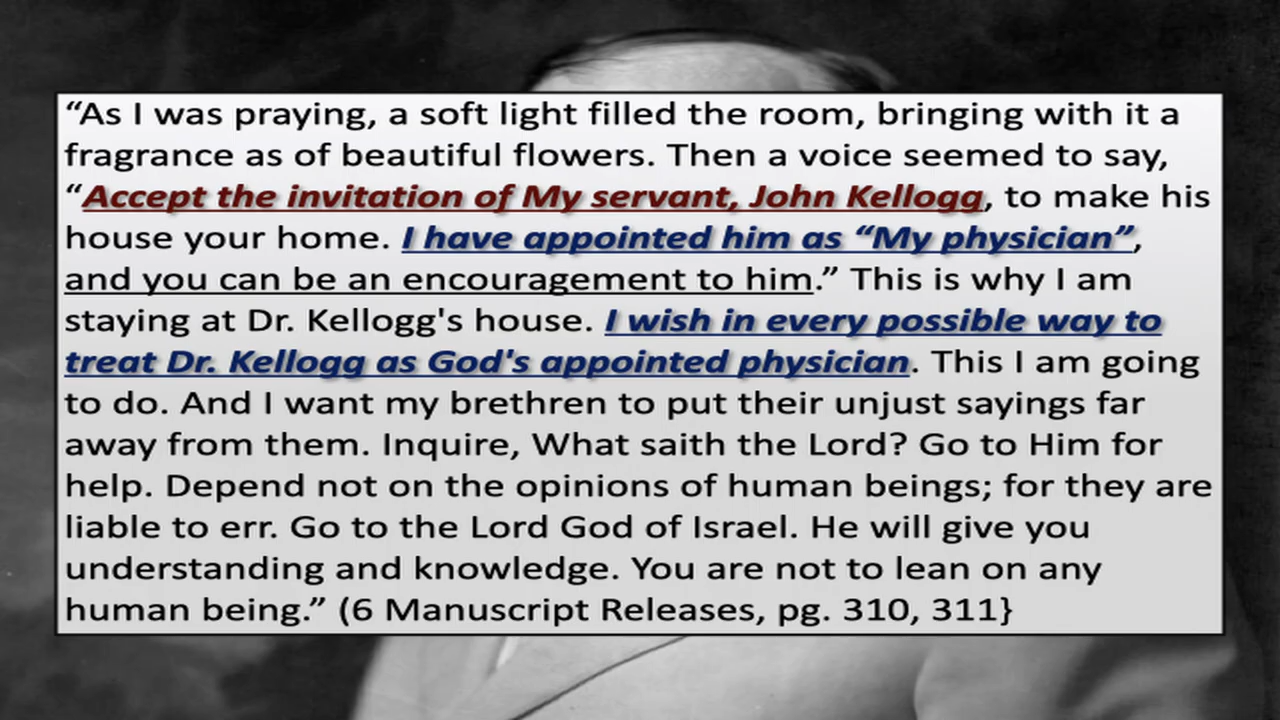 “As I was praying, a soft light filled the room, bringing with it a
fragrance as of beautiful flowers. Then a voice seemed to say,
“Accept the invitation of My servant, John Kellogg, to make his
house your home. I have appointed him as “My physician”,
and you can be an encouragement to him.” This is why I am
staying at Dr. Kellogg's house. I wish in every possible way to
treat Dr. Kellogg as God's appointed physician. This I am going
to do. And I want my brethren to put their unjust sayings far
away from them. Inquire, What saith the Lord? Go to Him for
help. Depend not on the opinions of human beings; for they are
liable to err. Go to the Lord God of Israel. He will give you
understanding and knowledge. You are not to lean on any
human being.” (6 Manuscript Releases, pg. 310, 311}